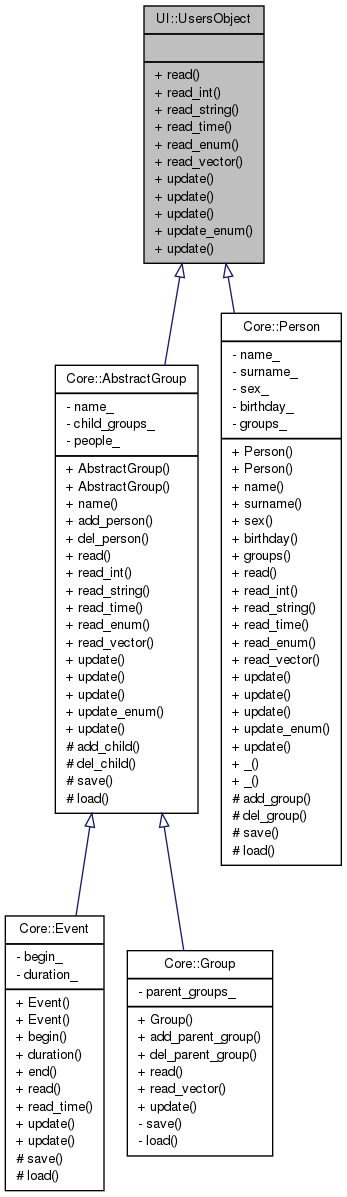 UI::UsersObject
+ read()
+ read_int()
+ read_string()
+ read_time()
+ read_enum()
+ read_vector()
+ update()
+ update()
+ update()
+ update_enum()
+ update()
Core::AbstractGroup
- name_
- child_groups_
- people_
+ AbstractGroup()
+ AbstractGroup()
+ name()
+ add_person()
+ del_person()
+ read()
+ read_int()
+ read_string()
+ read_time()
+ read_enum()
+ read_vector()
+ update()
+ update()
+ update()
+ update_enum()
+ update()
# add_child()
# del_child()
# save()
# load()
Core::Person
- name_
- surname_
- sex_
- birthday_
- groups_
+ Person()
+ Person()
+ name()
+ surname()
+ sex()
+ birthday()
+ groups()
+ read()
+ read_int()
+ read_string()
+ read_time()
+ read_enum()
+ read_vector()
+ update()
+ update()
+ update()
+ update_enum()
+ update()
+ _()
+ _()
# add_group()
# del_group()
# save()
# load()
Core::Event
- begin_
- duration_
+ Event()
+ Event()
+ begin()
+ duration()
+ end()
+ read()
+ read_time()
+ update()
+ update()
# save()
# load()
Core::Group
- parent_groups_
+ Group()
+ add_parent_group()
+ del_parent_group()
+ read()
+ read_vector()
+ update()
- save()
- load()